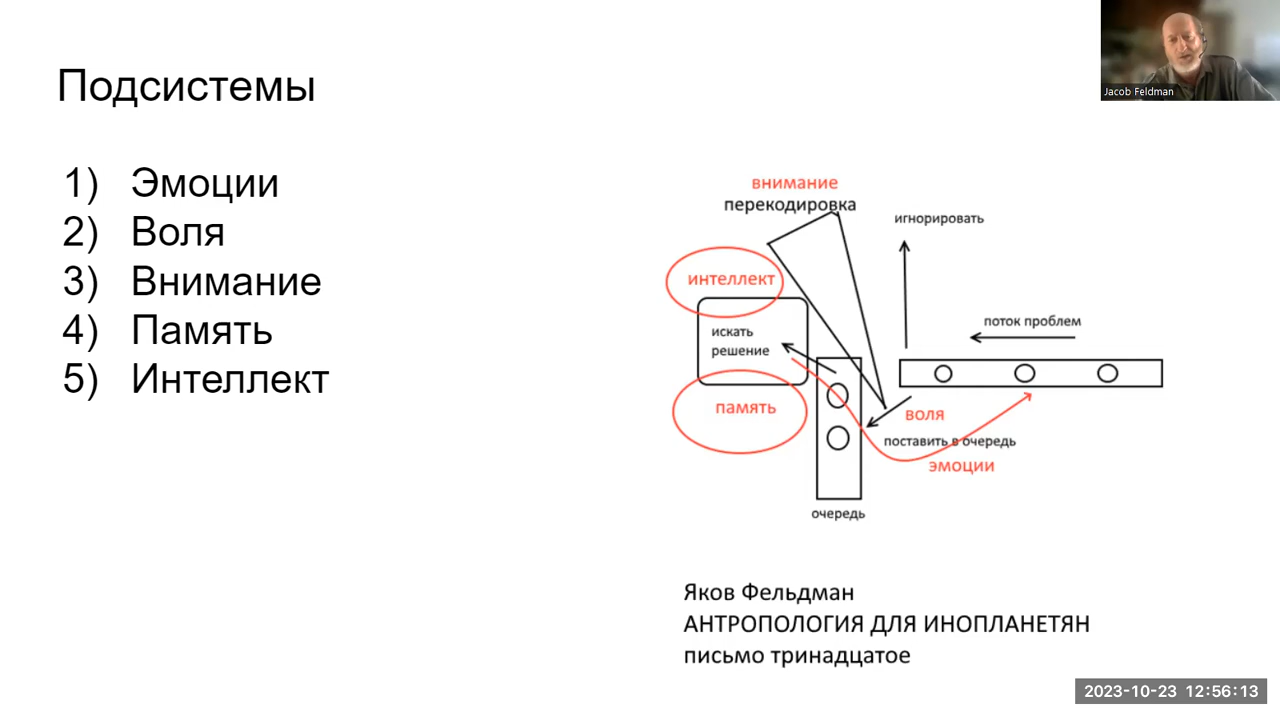 Подсистемы
Jacob Feldman
1) Эмоции
2) Воля
3) Внимание
4) Память
5) Интеллект
внимание
перекодировка
игнорировать
интеллект
поток проблем
искать
решение
память
воля
поставить в очередь
эмоции
очередь
Яков Фельдман
АНТРОПОЛОГИЯ ДЛЯ ИНОПЛАНЕТЯН
письмо тринадцатое
2023-10-23 12:56:13